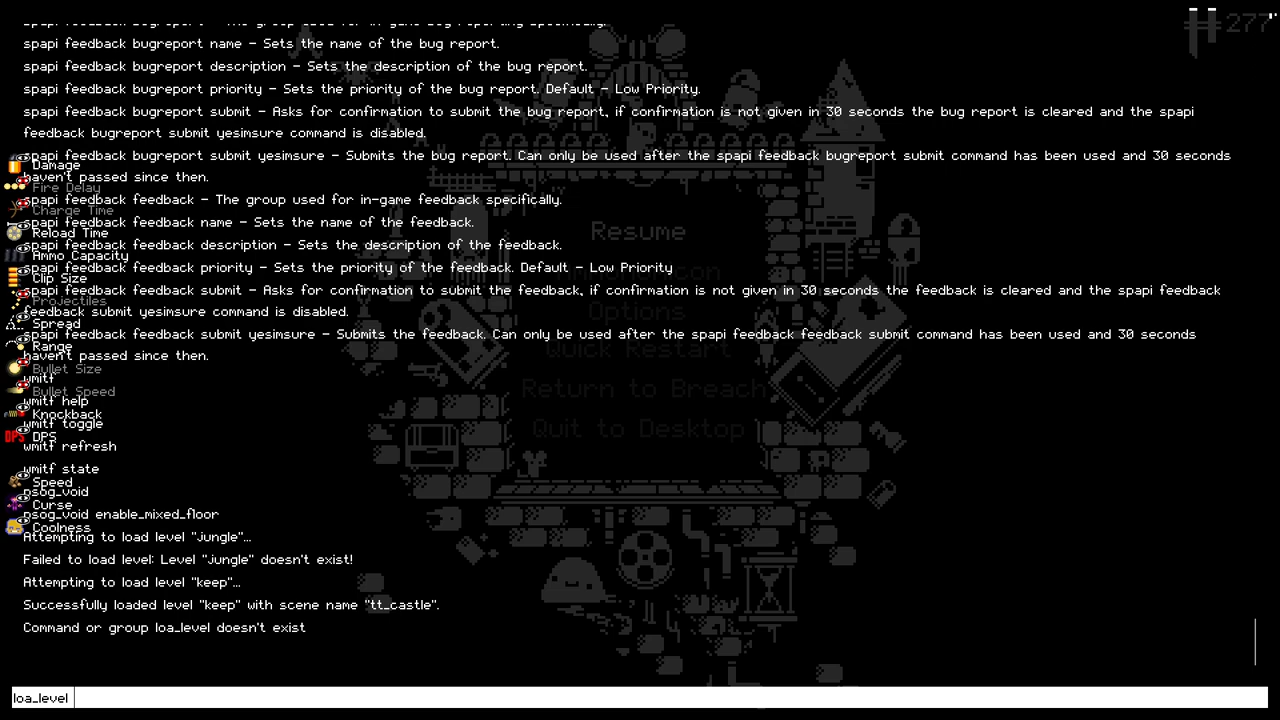 spapi feedback bugreport - The group used for in-game bug reporting specifically.
277
spapi feedback bugreport name - Sets the name of the bug report.
spapi feedback bugreport description - Sets the description of the bug report.
spapi feedback bugreport priority - Sets the priority of the bug report. Default - Low Priority.
spapi feedback bugreport submit - Asks for confirmation to submit the bug report, if confirmation is not given in 30 seconds the bug report is cleared and the spapi
feedback bugreport submit yesimsure command is disabled.
spapi feedback bugreport submit yesimsure - Submits the bug report. Can only be used after the spapi feedback bugreport submit command has been used and 30 seconds
Damage
haven't passed since then.
Fire Delay
spapi feedback feedback - The group used for in-game feedback specifically.
Charge Time
spapi feedback feedback name - Sets the name of the feedback.
Reload Time
Resume
spapi feedback feedback description - Sets the description of the feedback.
Ammo Capacity
spapi feedback feedback priority - Sets the priority of the feedback. Default - Low Priority
Clip Size
spapi feedback feedback submit - Asks for confirmation to submit the feedback, if confirmation is not given in 30 seconds the feedback is cleared and the spapi feedback
Projectiles
feedback submit yesimsure command is disabled.
Options
Spread
spapi feedback feedback submit yesimsure - Submits the feedback. Can only be used after the spapi feedback feedback submit command has been used and 30 seconds
Range
Quick Restart
haven't passed since then.
Bullet Size
wmitf
Bullet Speed
Return to Breach
wmitf help
Knockback
wmitf toggle
Quit to Desktop
DPS
DPS
wmitf refresh
wmitf state
Speed
psog_void
Curse
psog_void enable_mixed_floor
Coolness
Attempting to load level "jungle"...
Failed to load level: Level "jungle" doesn't exist!
Attempting to load level "keep"...
Successfully loaded level "keep" with scene name "tt_castle".
Command or group loa_level doesn't exist
loa_level